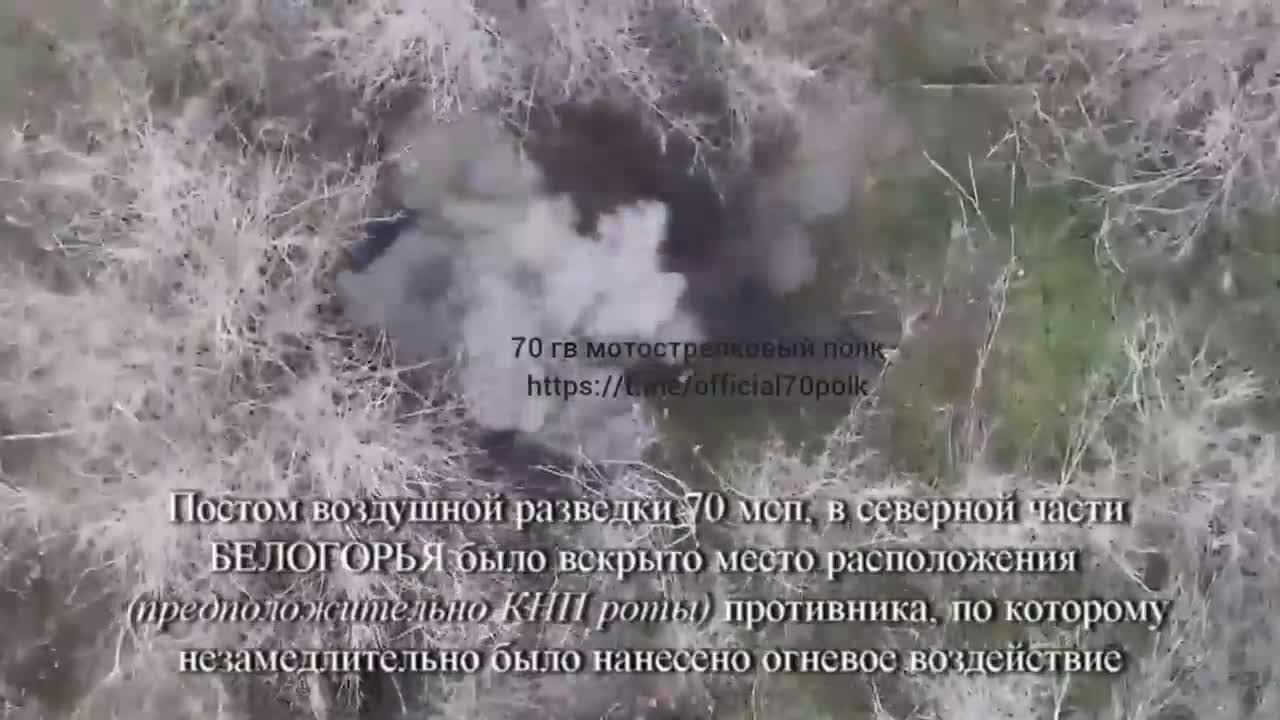 70 гв мотострелковый полк
https://t.me/official70polk
Постом воздушной разведки 70 мсп, в северной части
БЕЛОГОРЬЯ было вскрыто место расположения
(предположительно КНП роты) противника, по которому
незамедлительно было нанесено огневое воздействие